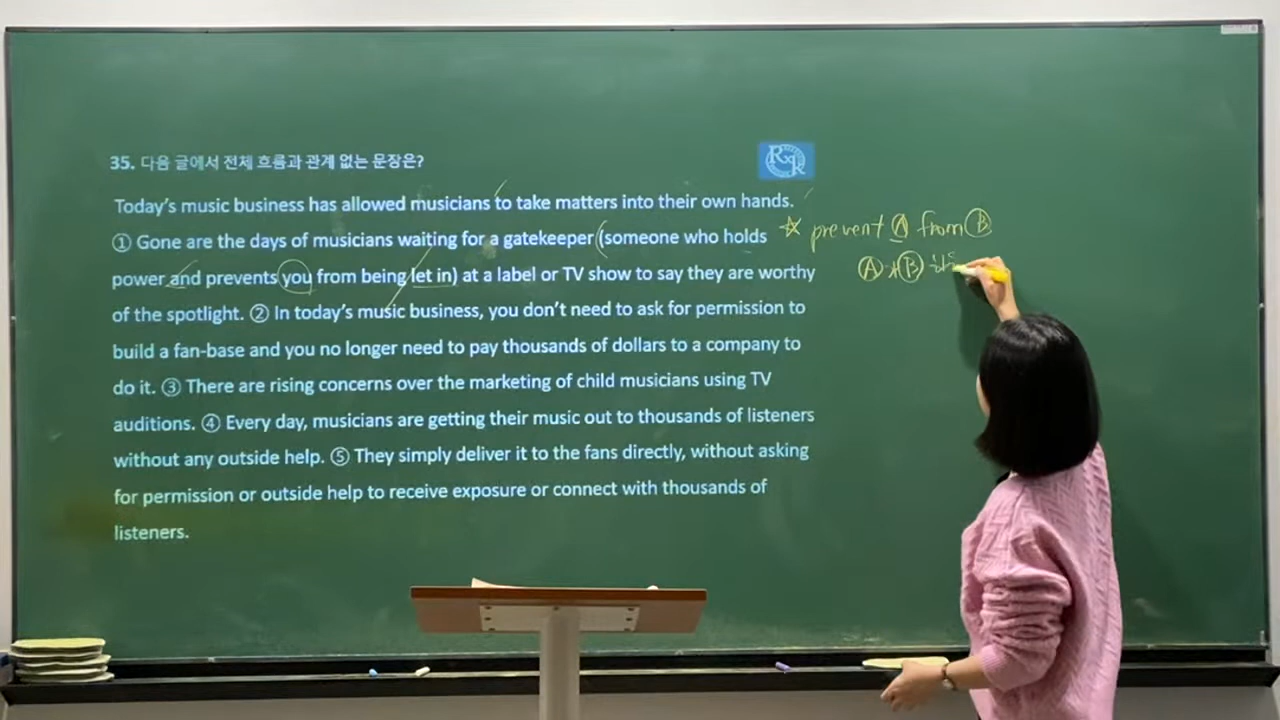 35. 다음 글에서 전체 흐름과 관계 없는 문장은?
RxR
Today's music business has allowed musicians to take matters into their own hands.
① Gone are the days of musicians waiting for a gatekeeper (someone who holds
power and prevents you from being let in) at a label or TV show to say they are worthy
of the spotlight. ② In today's music business, you don't need to ask for permission to
build a fan-base and you no longer need to pay thousands of dollars to a company to
do it. ③ There are rising concerns over the marketing of child musicians using TV
auditions. ④ Every day, musicians are getting their music out to thousands of listeners
without any outside help. ⑤ They simply deliver it to the fans directly, without asking
for permission or outside help to receive exposure or connect with thousands of
listeners.
☆ prevent Ⓐ from Ⓑ
Ⓐ Ⓑ